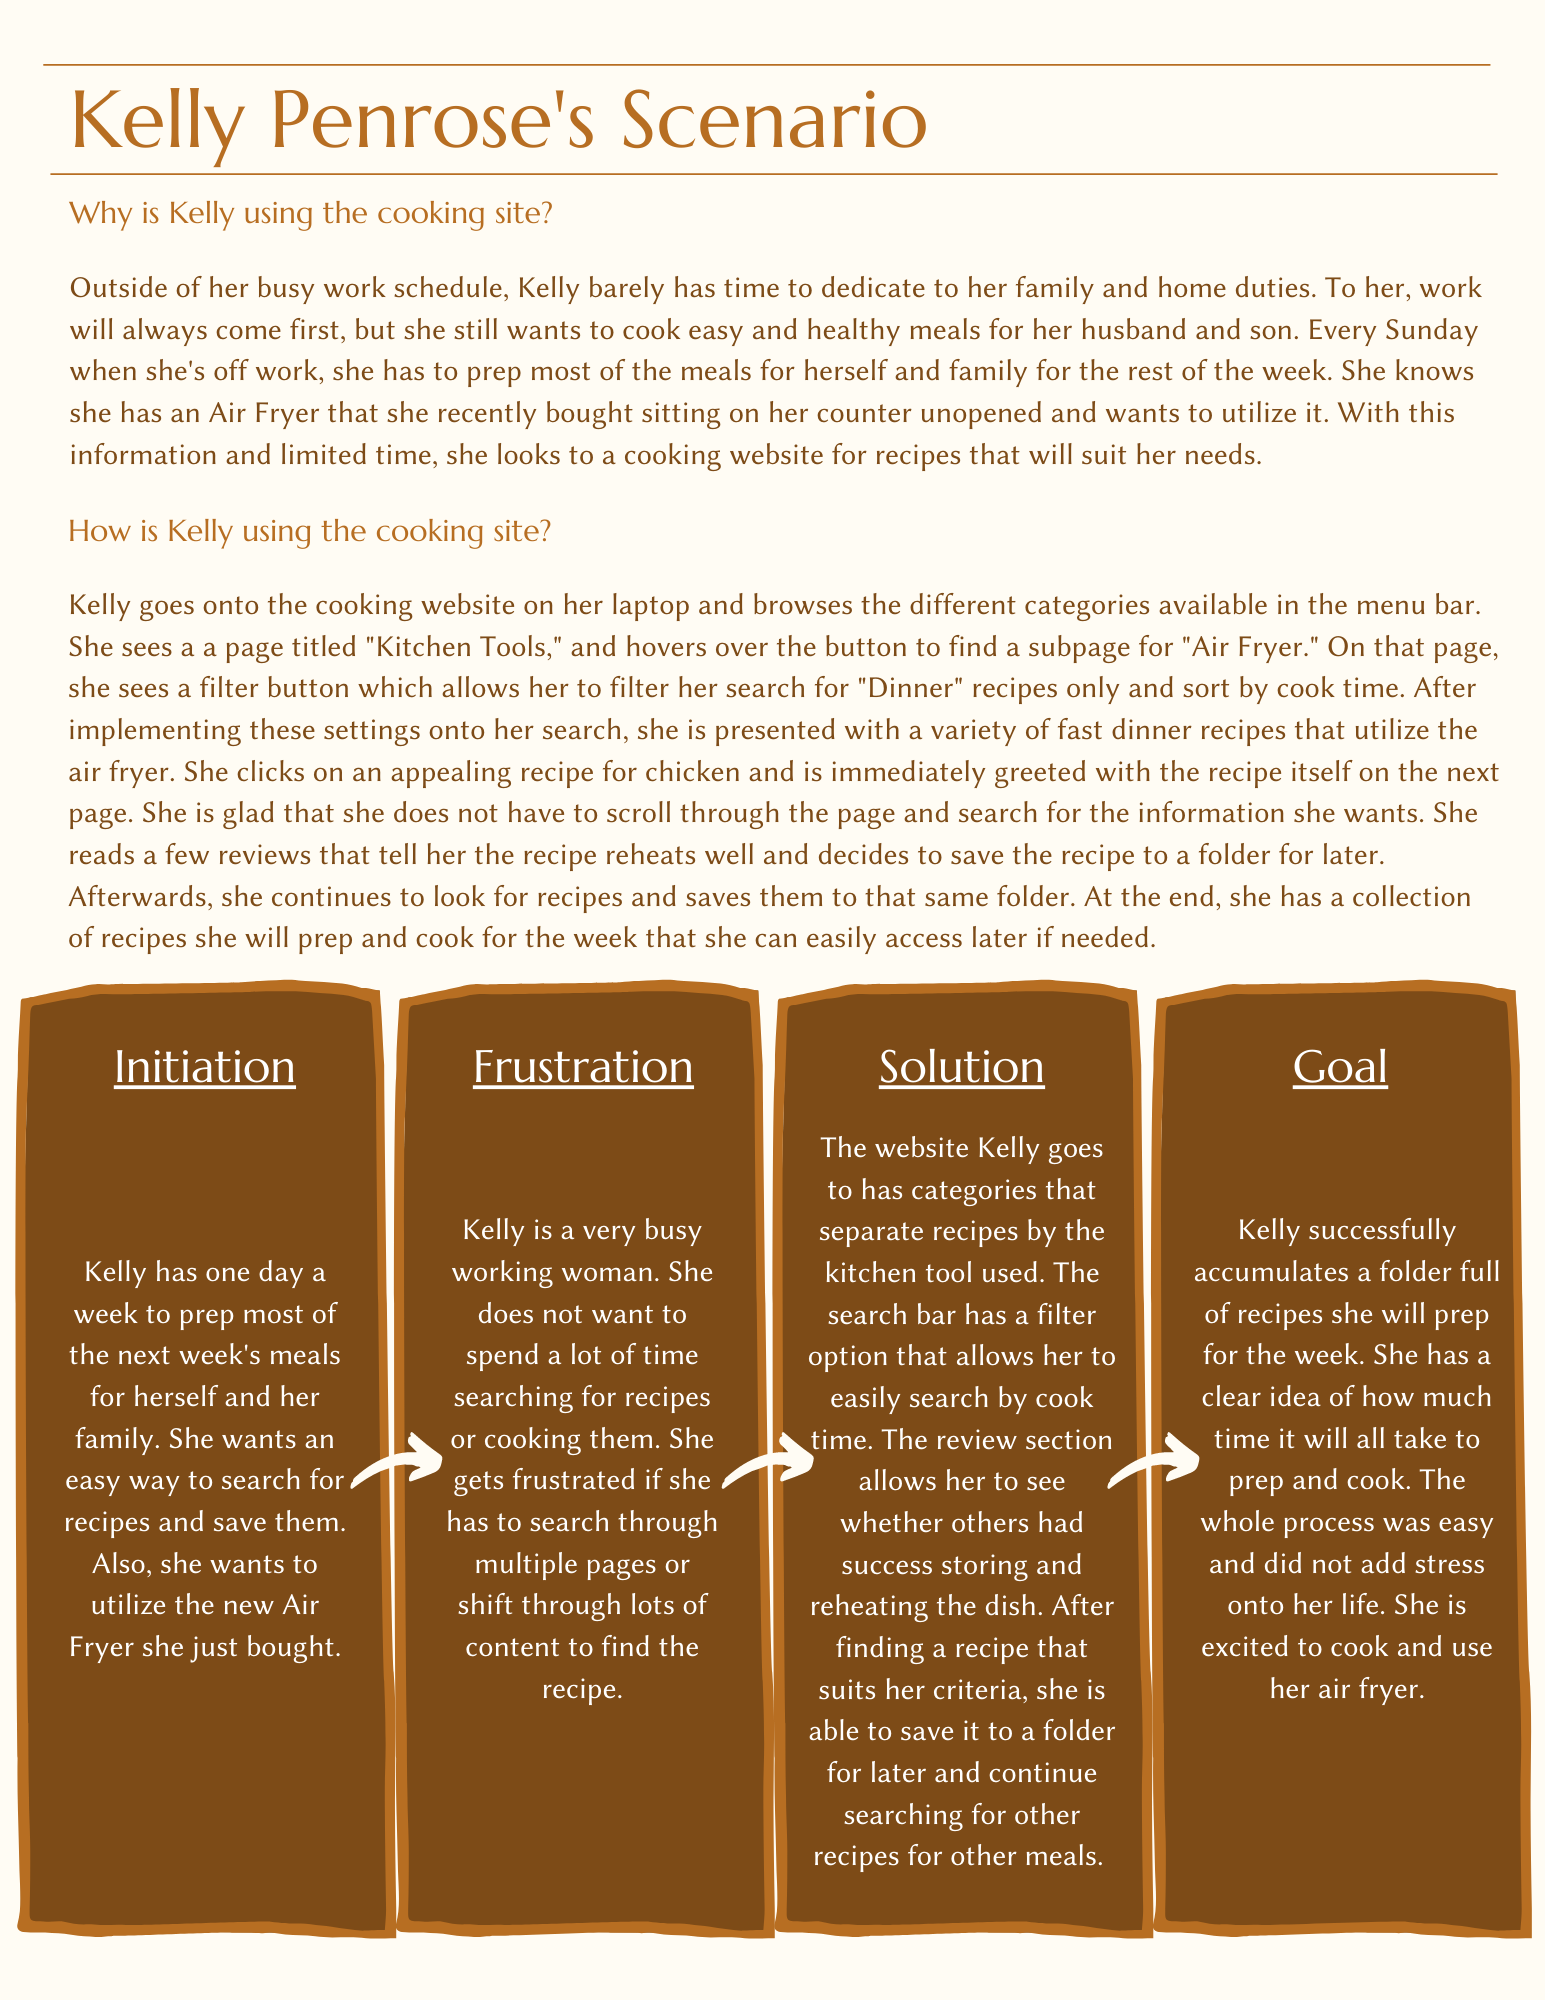 Kelly Penrose's Scenario
Why is Kelly using the cooking site?
Outside of her busy work schedule, Kelly barely has time to dedicate to her family and home duties. To her, work
will always come first, but she still wants to cook easy and healthy meals for her husband and son. Every Sunday
when she's off work, she has to prep most of the meals for herself and family for the rest of the week. She knows
she has an Air Fryer that she recently bought sitting on her counter unopened and wants to utilize it. With this
information and limited time, she looks to a cooking website for recipes that will suit her needs.
How is Kelly using the cooking site?
Kelly goes onto the cooking website on her laptop and browses the different categories available in the menu bar.
She sees a a page titled "Kitchen Tools," and hovers over the button to find a subpage for "Air Fryer." On that page,
she sees a filter button which allows her to filter her search for "Dinner" recipes only and sort by cook time. After
implementing these settings onto her search, she is presented with a variety of fast dinner recipes that utilize the
air fryer. She clicks on an appealing recipe for chicken and is immediately greeted with the recipe itself on the next
page. She is glad that she does not have to scroll through the page and search for the information she wants. She
reads a few reviews that tell her the recipe reheats well and decides to save the recipe to a folder for later.
Afterwards, she continues to look for recipes and saves them to that same folder. At the end, she has a collection
of recipes she will prep and cook for the week that she can easily access later if needed.
Initiation
Kelly has one day a
week to prep most of
the next week's meals
for herself and her
family. She wants an
easy way to search for
recipes and save them.
Also, she wants to
utilize the new Air
Fryer she just bought.
Frustration
Kelly is a very busy
working woman. She
does not want to
spend a lot of time
searching for recipes
or cooking them. She
gets frustrated if she
has to search through
multiple pages or
shift through lots of
content to find the
recipe.
Solution
The website Kelly goes
to has categories that
separate recipes by the
kitchen tool used. The
search bar has a filter
option that allows her to
easily search by cook
time. The review section
allows her to see
whether others had
success storing and
reheating the dish. After
finding a recipe that
suits her criteria, she is
able to save it to a folder
for later and continue
searching for other
recipes for other meals.
Goal
Kelly successfully
accumulates a folder full
of recipes she will prep
for the week. She has a
clear idea of how much
time it will all take to
prep and cook. The
whole process was easy
and did not add stress
onto her life. She is
excited to cook and use
her air fryer.